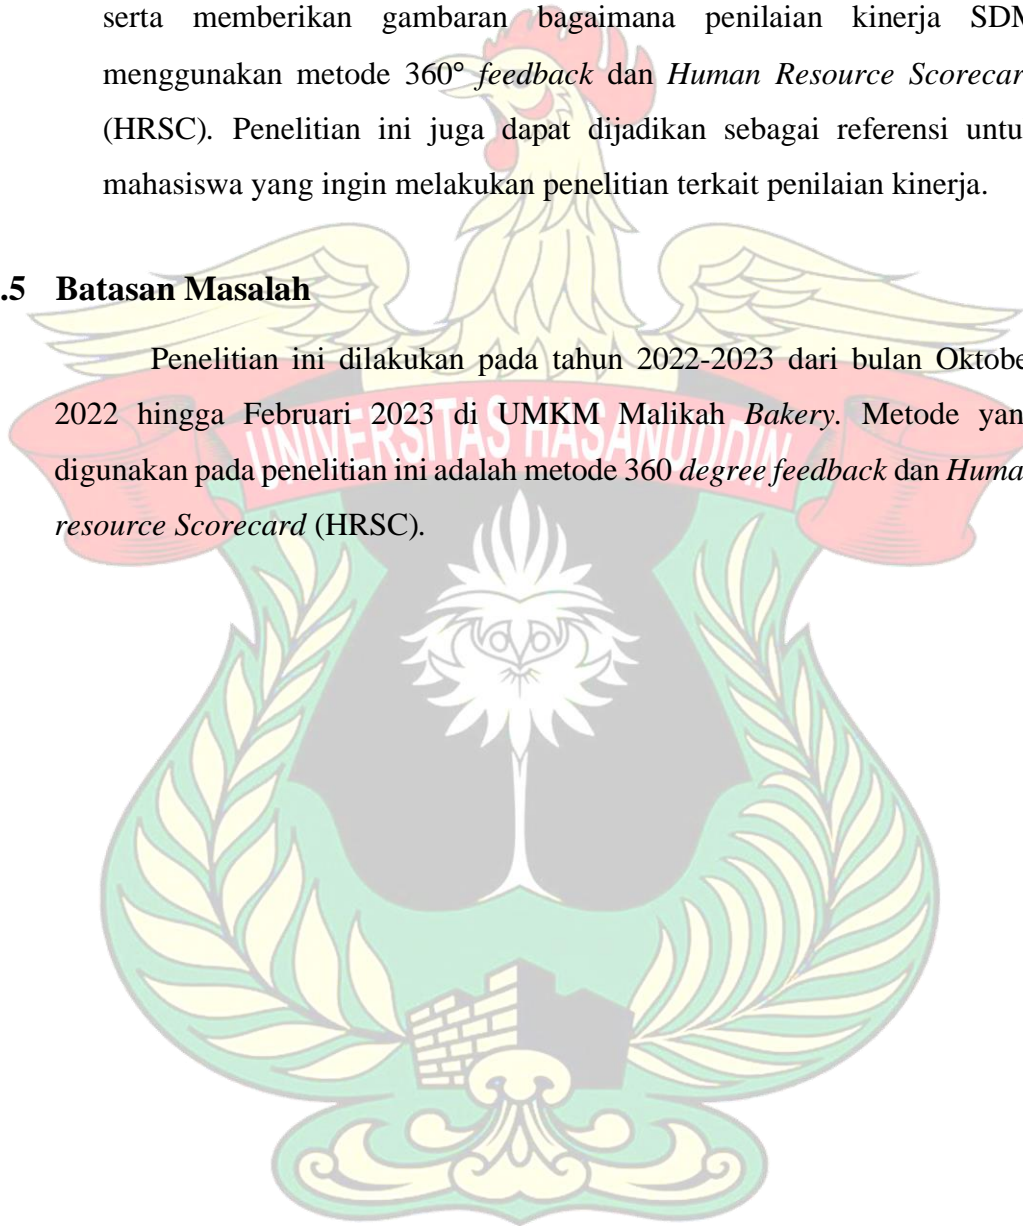 serta memberikan gambaran bagaimana penilaian kinerja SDM
menggunakan metode 360° feedback dan Human Resource Scorecar
(HRSC). Penelitian ini juga dapat dijadikan sebagai referensi untu
mahasiswa yang ingin melakukan penelitian terkait penilaian kinerja.
.5 Batasan Masalah
Penelitian ini dilakukan pada tahun 2022-2023 dari bulan Oktobe
2022 hingga Februari 2023 di UMKM Malikah Bakery. Metode yan
UNIVERSITAS HASANUDDIN
digunakan pada penelitian ini adalah metode 360 degree feedback dan Huma
resource Scorecard (HRSC).